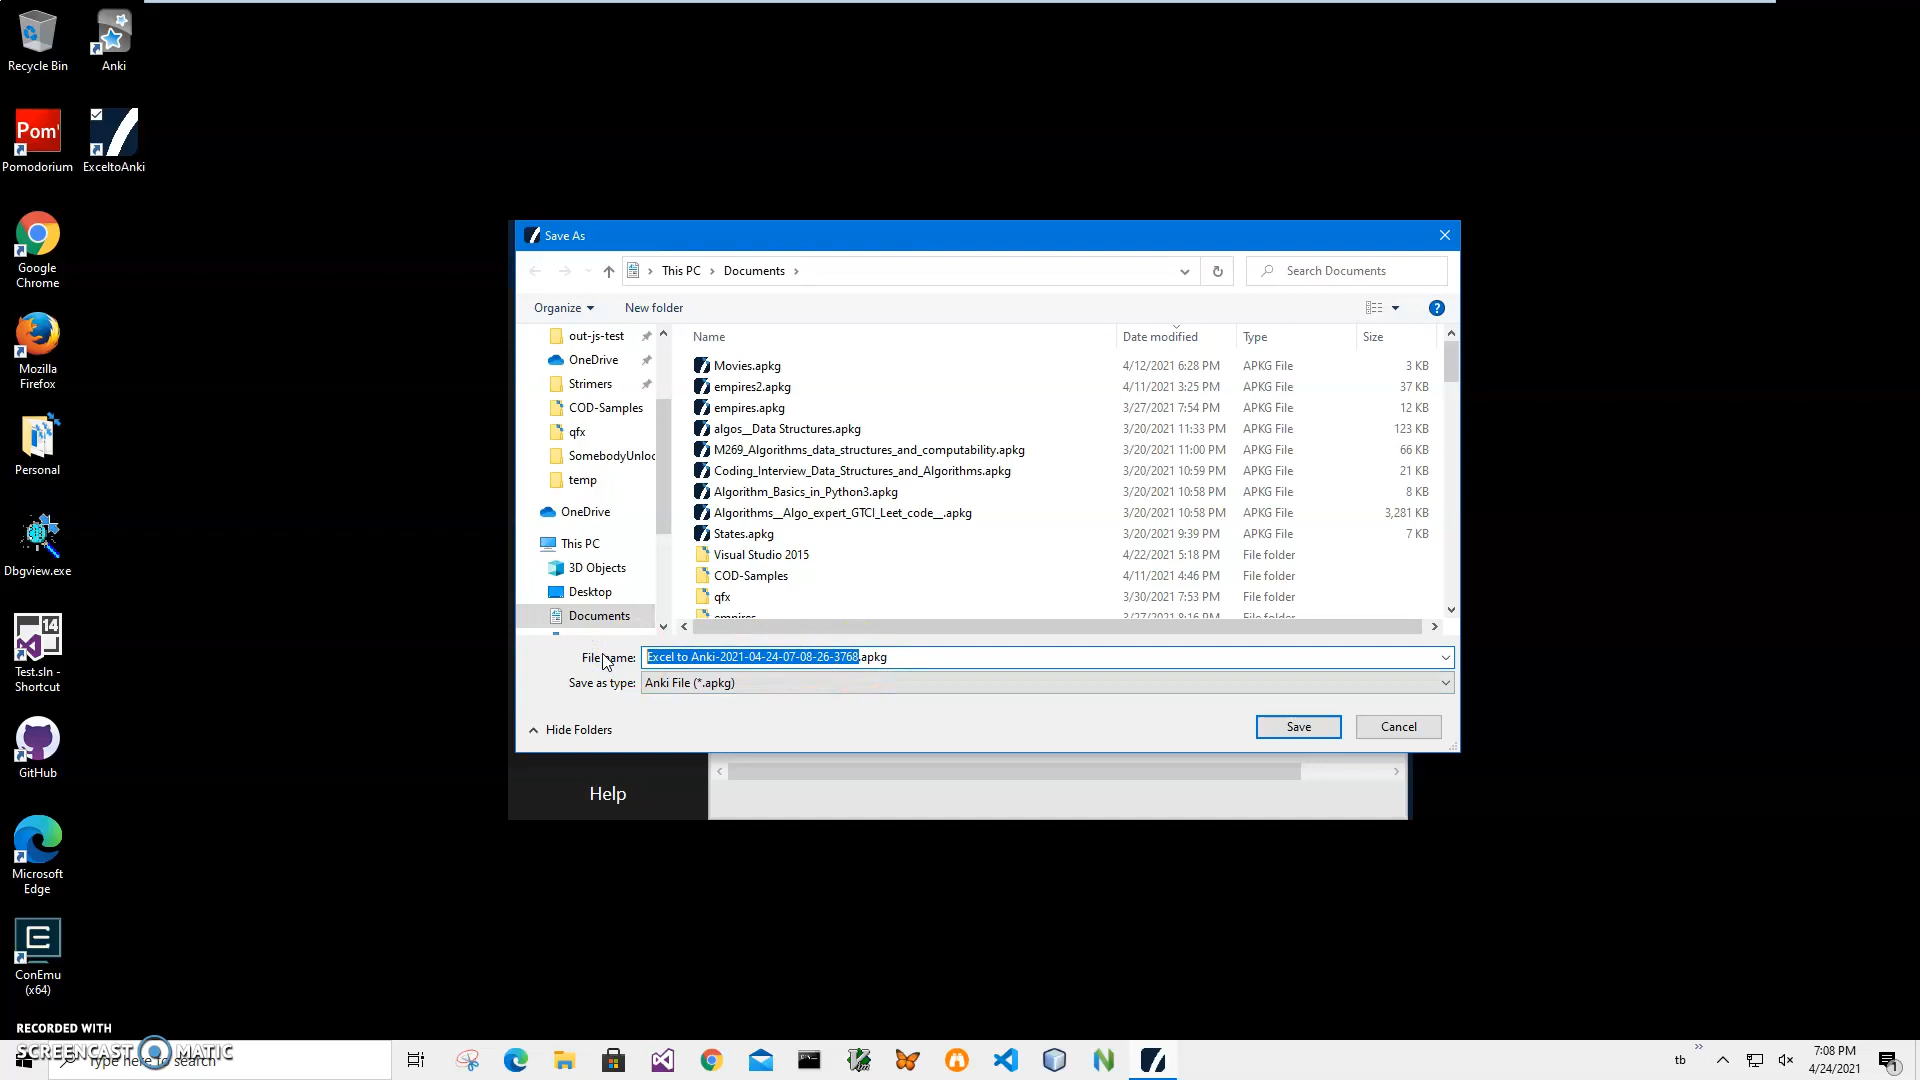 Recycle Bin
Anki
Pom'
Pomodorium
ExceltoAnki
Google
Chrome
Mozilla
Firefox
Personal
Dbgview.exe
14
Test.sln -
Shortcut
GitHub
Microsoft
Edge
ConEmu
(x64)
Save As
This PC
Documents
Search Documents
Organize
New folder
out-js-test
OneDrive
Strimers
COD-Samples
qfx
SomebodyUnloc
temp
OneDrive
This PC
3D Objects
Desktop
Documents
Name Date modified Type Size
Movies.apkg 4/12/2021 6:28 PM APKG File 3 KB
empires2.apkg 4/11/2021 3:25 PM APKG File 37 KB
empires.apkg 3/27/2021 7:54 PM APKG File 12 KB
algos__Data Structures.apkg 3/20/2021 11:33 PM APKG File 123 KB
M269_Algorithms_data_structures_and_computability.apkg 3/20/2021 11:00 PM APKG File 66 KB
Coding_Interview_Data_Structures_and_Algorithms.apkg 3/20/2021 10:59 PM APKG File 21 KB
Algorithm_Basics_in_Python3.apkg 3/20/2021 10:58 PM APKG File 8 KB
Algorithms__Algo_expert_GTCI_Leet_code__.apkg 3/20/2021 10:58 PM APKG File 3,281 KB
States.apkg 3/20/2021 9:39 PM APKG File 7 KB
Visual Studio 2015 4/22/2021 5:18 PM File folder
COD-Samples 4/11/2021 4:46 PM File folder
qfx 3/30/2021 7:53 PM File folder
empires 3/27/2021 8:16 PM File folder
File name: Excel to Anki-2021-04-24-07-08-26-3768.apkg
Save as type: Anki File (*.apkg)
Hide Folders
Save
Cancel
Help
RECORDED WITH
SCREENCAST MATIC
Type here to search
tb
7:08 PM
4/24/2021
1